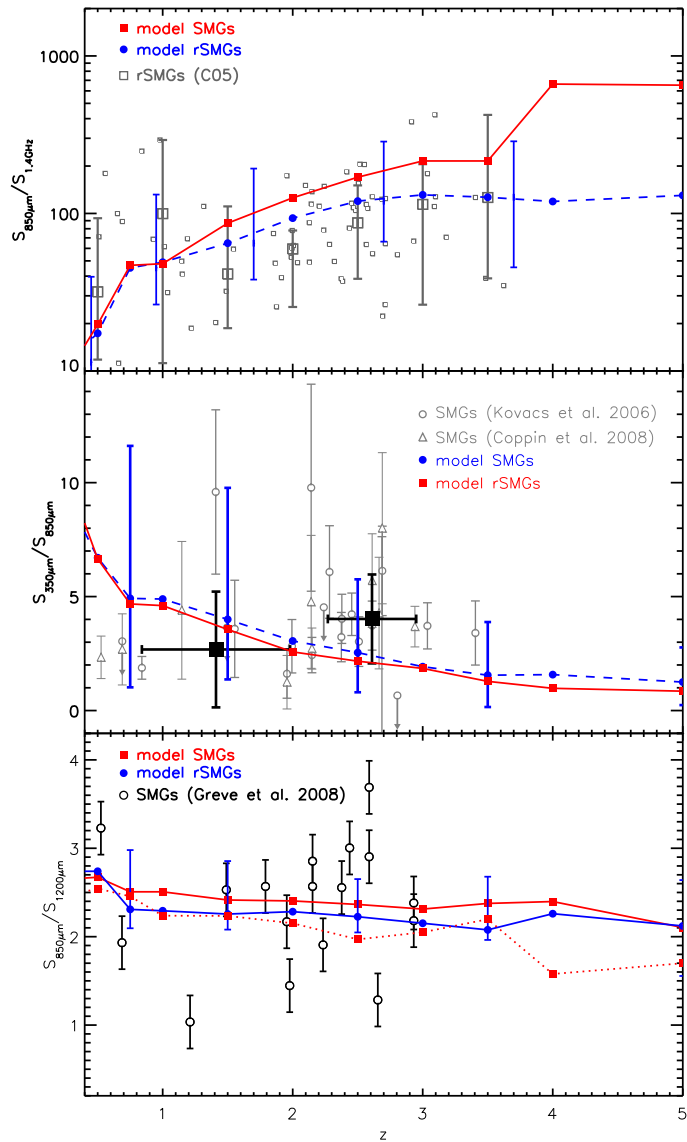 1000
100
10
S850μm/S1.4GHz
model SMGs
model rSMGs
rSMGs (C05)
10
5
0
S350μm/S850μm
SMGs (Kovacs et al. 2006)
SMGs (Coppin et al. 2008)
model SMGs
model rSMGs
4
3
2
1
S850μm/S1200μm
model SMGs
model rSMGs
SMGs (Greve et al. 2008)
1 2 3 4 5
z